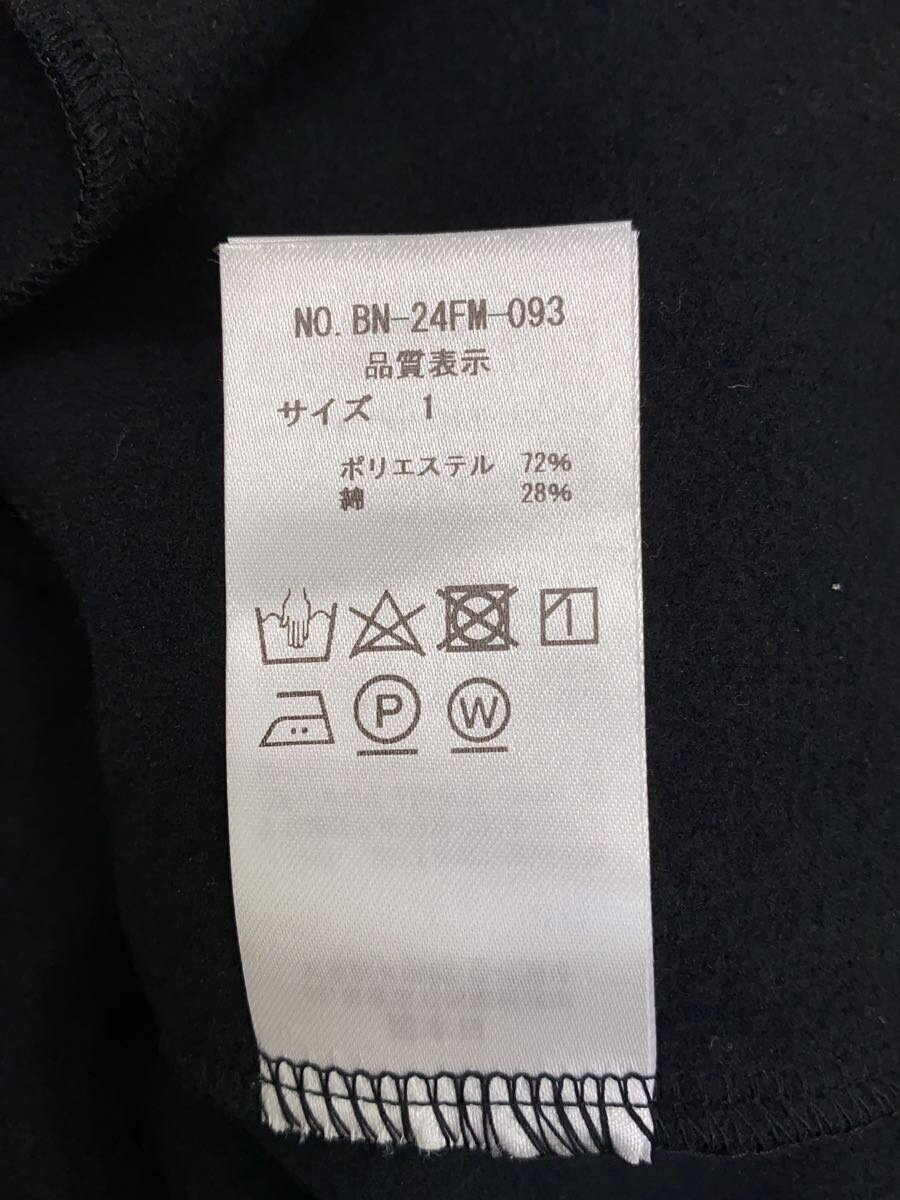 NO. BN-24FM-093
品質表示
サイズ 1
ポリエステル 72%
綿 28%
P W